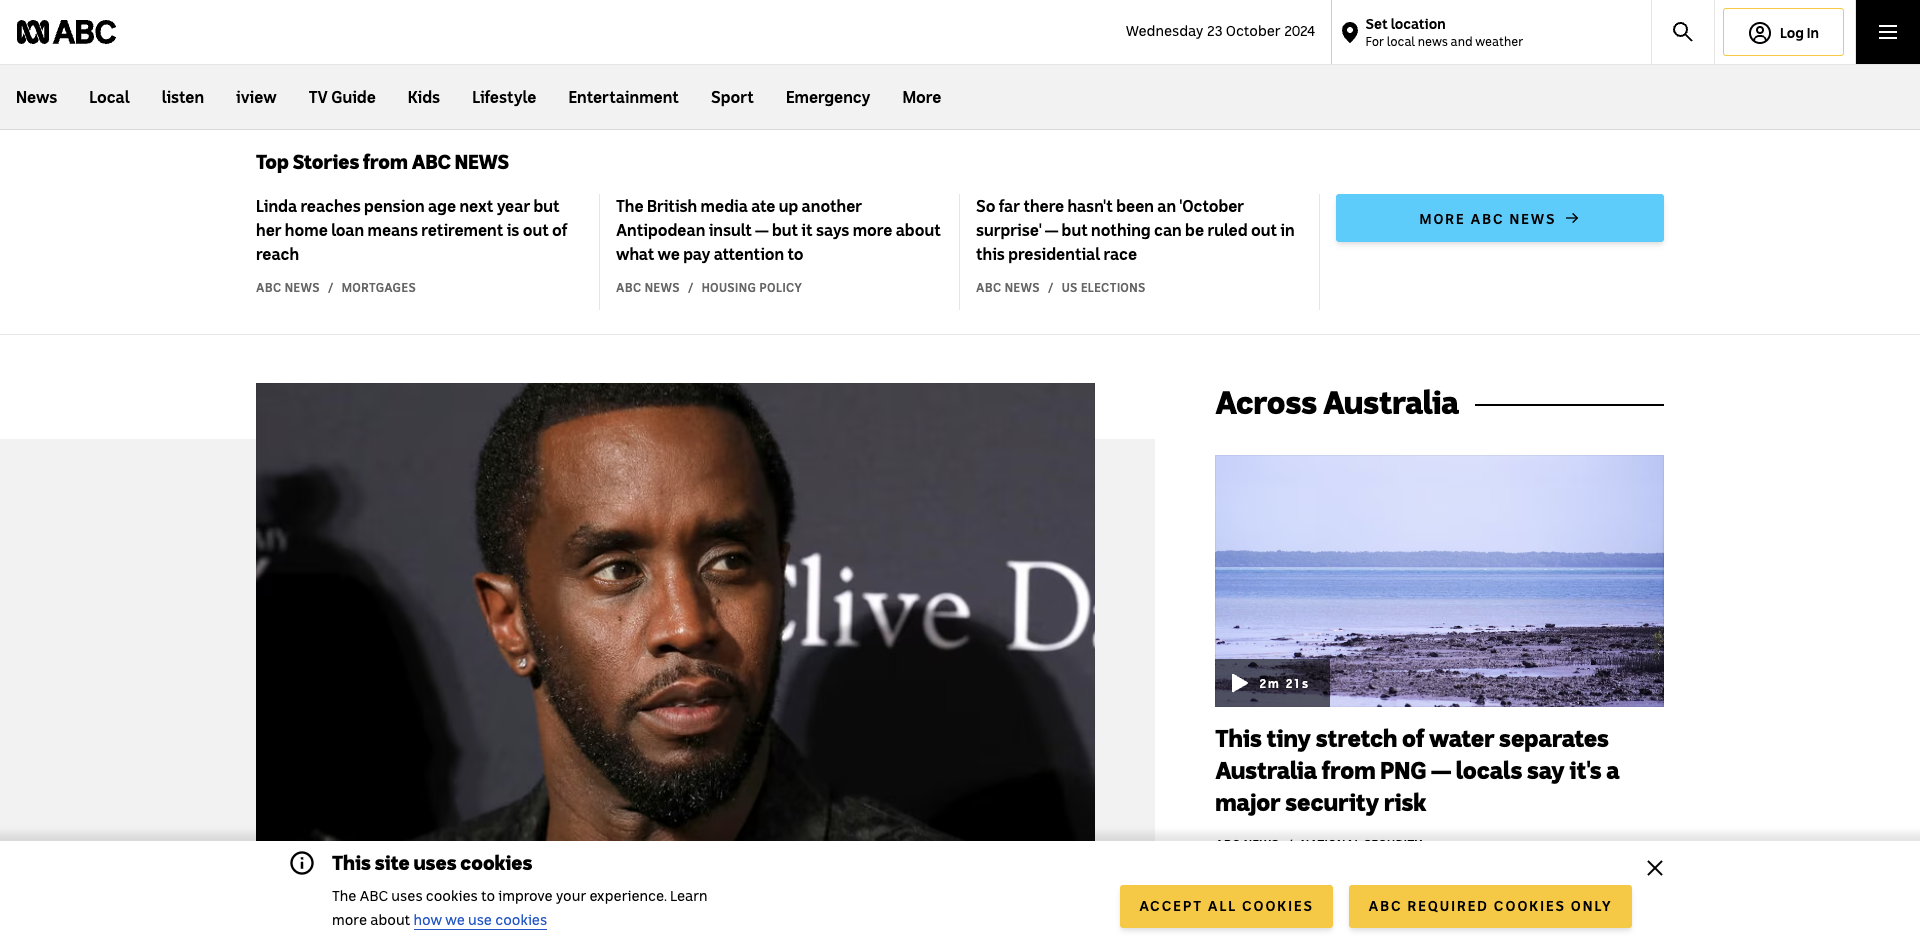 ABC
Wednesday 23 October 2024
Set location
For local news and weather
Log In
News
Local
listen
iview
TV Guide
Kids
Lifestyle
Entertainment
Sport
Emergency
More
Top Stories from ABC NEWS
Linda reaches pension age next year but
her home loan means retirement is out of
reach
ABC NEWS / MORTGAGES
The British media ate up another
Antipodean insult — but it says more about
what we pay attention to
ABC NEWS / HOUSING POLICY
So far there hasn't been an 'October
surprise' — but nothing can be ruled out in
this presidential race
ABC NEWS / US ELECTIONS
MORE ABC NEWS →
Clive D
Across Australia
2m 21s
This tiny stretch of water separates
Australia from PNG — locals say it's a
major security risk
ABC NEWS / NATIONAL SECURITY
This site uses cookies
The ABC uses cookies to improve your experience. Learn
more about how we use cookies
ACCEPT ALL COOKIES
ABC REQUIRED COOKIES ONLY